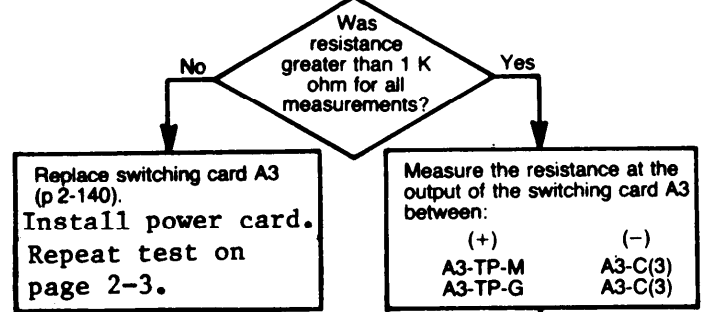 Was
resistance
greater than 1 K
ohm for all
measurements?
No
Yes
Replace switching card A3
(p 2-140).
Install power card.
Repeat test on
page 2-3.
Measure the resistance at the
output of the switching card A3
between:
(+) (−)
A3-TP-M A3-C(3)
A3-TP-G A3-C(3)